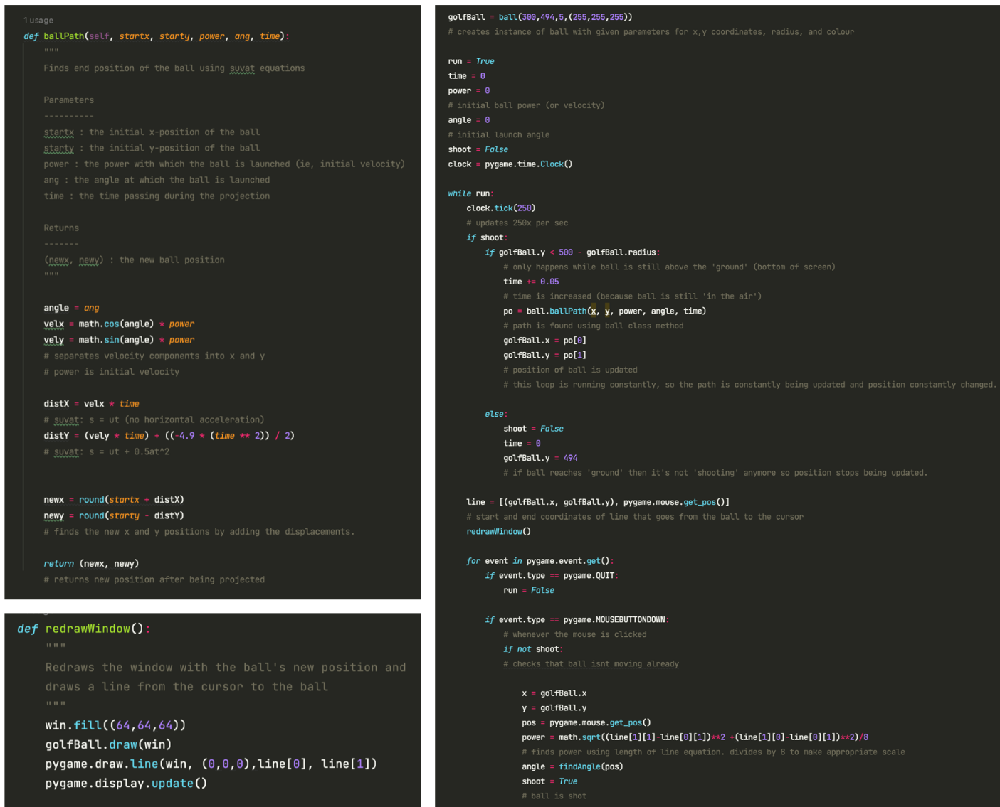 1 usage
def ballPath(self, startx, starty, power, ang, time):
"""
Finds end position of the ball using suvat equations
Parameters
----------
startx : the initial x-position of the ball
starty : the initial y-position of the ball
power : the power with which the ball is launched (ie, initial velocity)
ang : the angle at which the ball is launched
time : the time passing during the projection
Returns
-------
(newx, newy) : the new ball position
"""
angle = ang
velx = math.cos(angle) * power
vely = math.sin(angle) * power
# separates velocity components into x and y
# power is initial velocity
distX = velx * time
# suvat: s = ut (no horizontal acceleration)
distY = (vely * time) + ((-4.9 * (time ** 2)) / 2)
# suvat: s = ut + 0.5at^2
newx = round(startx + distX)
newy = round(starty - distY)
# finds the new x and y positions by adding the displacements.
return (newx, newy)
# returns new position after being projected
def redrawWindow():
"""
Redraws the window with the ball's new position and
draws a line from the cursor to the ball
"""
win.fill((64,64,64))
golfBall.draw(win)
pygame.draw.line(win, (0,0,0),line[0], line[1])
pygame.display.update()
golfBall = ball(300,494,5,(255,255,255))
# creates instance of ball with given parameters for x,y coordinates, radius, and colour
run = True
time = 0
power = 0
# initial ball power (or velocity)
angle = 0
# initial launch angle
shoot = False
clock = pygame.time.Clock()
while run:
clock.tick(250)
# updates 250x per sec
if shoot:
if golfBall.y < 500 - golfBall.radius:
# only happens while ball is still above the 'ground' (bottom of screen)
time += 0.05
# time is increased (because ball is still 'in the air')
po = ball.ballPath(x, y, power, angle, time)
# path is found using ball class method
golfBall.x = po[0]
golfBall.y = po[1]
# position of ball is updated
# this loop is running constantly, so the path is constantly being updated and position constantly changed.
else:
shoot = False
time = 0
golfBall.y = 494
# if ball reaches 'ground' then it's not 'shooting' anymore so position stops being updated.
line = [(golfBall.x, golfBall.y), pygame.mouse.get_pos()]
# start and end coordinates of line that goes from the ball to the cursor
redrawWindow()
for event in pygame.event.get():
if event.type == pygame.QUIT:
run = False
if event.type == pygame.MOUSEBUTTONDOWN:
# whenever the mouse is clicked
if not shoot:
# checks that ball isnt moving already
x = golfBall.x
y = golfBall.y
pos = pygame.mouse.get_pos()
power = math.sqrt((line[1][1]-line[0][1])**2 +(line[1][0]-line[0][1])**2)/8
# finds power using length of line equation. divides by 8 to make appropriate scale
angle = findAngle(pos)
shoot = True
# ball is shot